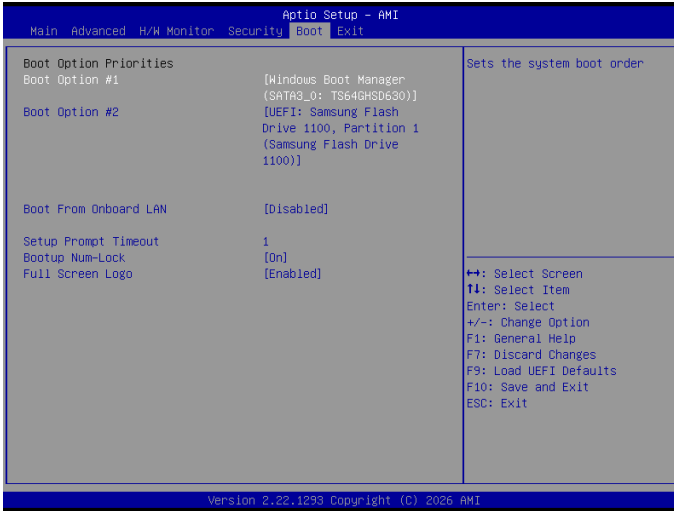 Aptio Setup – AMI
Main Advanced H/W Monitor Security Boot Exit
Boot Option Priorities
Boot Option #1 [Windows Boot Manager
(SATA3_0: TS64GHSD630)]
Boot Option #2 [UEFI: Samsung Flash
Drive 1100, Partition 1
(Samsung Flash Drive
1100)]
Boot From Onboard LAN [Disabled]
Setup Prompt Timeout 1
Bootup Num-Lock [On]
Full Screen Logo [Enabled]
Sets the system boot order
↔: Select Screen
↑↓: Select Item
Enter: Select
+/-: Change Option
F1: General Help
F7: Discard Changes
F9: Load UEFI Defaults
F10: Save and Exit
ESC: Exit
Version 2.22.1293 Copyright (C) 2026 AMI